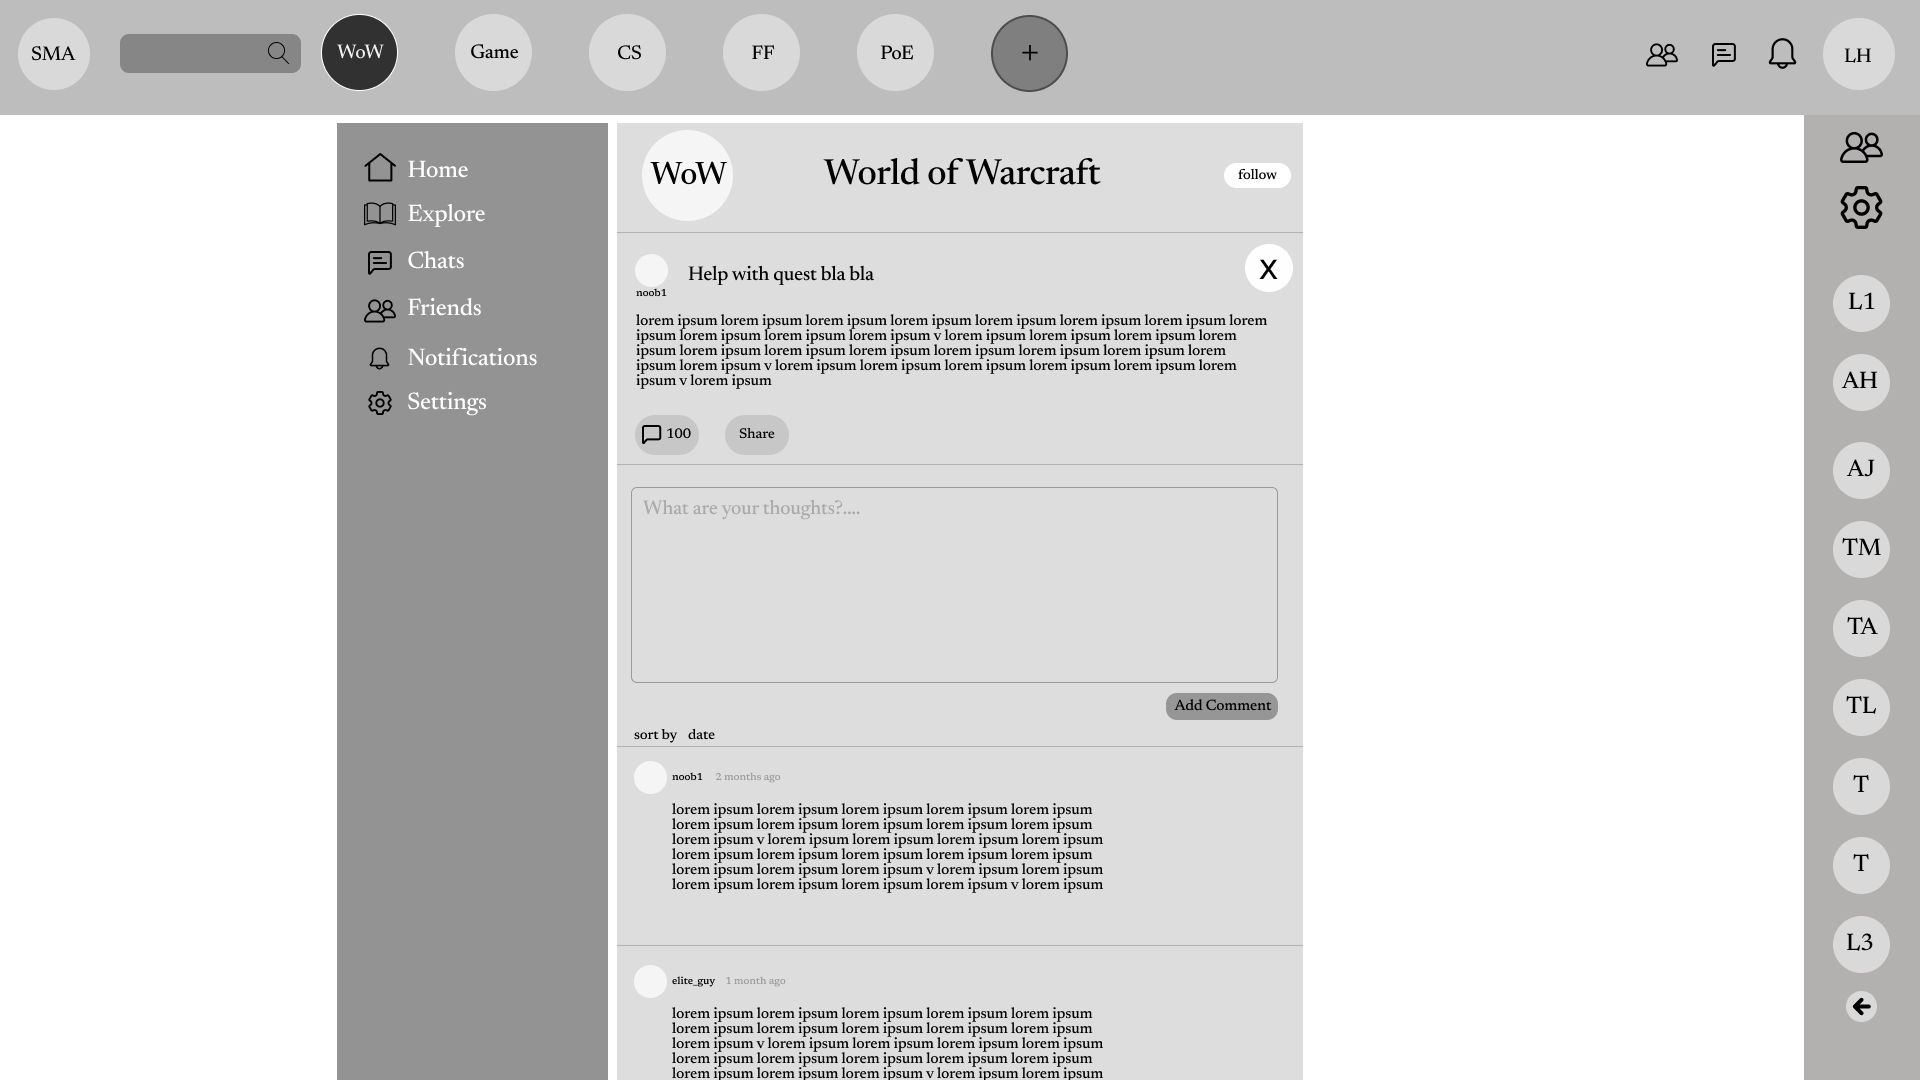 SMA
WoW
Game
CS
FF
PoE
+
LH
Home
Explore
Chats
Friends
Notifications
Settings
WoW
World of Warcraft
follow
noob1
Help with quest bla bla
X
lorem ipsum lorem ipsum lorem ipsum lorem ipsum lorem ipsum lorem ipsum lorem ipsum lorem
ipsum lorem ipsum lorem ipsum lorem ipsum v lorem ipsum lorem ipsum lorem ipsum lorem
ipsum lorem ipsum lorem ipsum lorem ipsum lorem ipsum lorem ipsum lorem ipsum lorem
ipsum lorem ipsum v lorem ipsum lorem ipsum lorem ipsum lorem ipsum lorem ipsum lorem
ipsum v lorem ipsum
100
Share
What are your thoughts?....
Add Comment
sort by date
noob1 2 months ago
lorem ipsum lorem ipsum lorem ipsum lorem ipsum lorem ipsum
lorem ipsum lorem ipsum lorem ipsum lorem ipsum lorem ipsum
lorem ipsum v lorem ipsum lorem ipsum lorem ipsum lorem ipsum
lorem ipsum lorem ipsum lorem ipsum lorem ipsum lorem ipsum
lorem ipsum lorem ipsum lorem ipsum v lorem ipsum lorem ipsum
lorem ipsum lorem ipsum lorem ipsum lorem ipsum v lorem ipsum
elite_guy 1 month ago
lorem ipsum lorem ipsum lorem ipsum lorem ipsum lorem ipsum
lorem ipsum lorem ipsum lorem ipsum lorem ipsum lorem ipsum
lorem ipsum v lorem ipsum lorem ipsum lorem ipsum lorem ipsum
lorem ipsum lorem ipsum lorem ipsum lorem ipsum lorem ipsum
lorem ipsum lorem ipsum lorem ipsum v lorem ipsum lorem ipsum
L1
AH
AJ
TM
TA
TL
T
T
L3